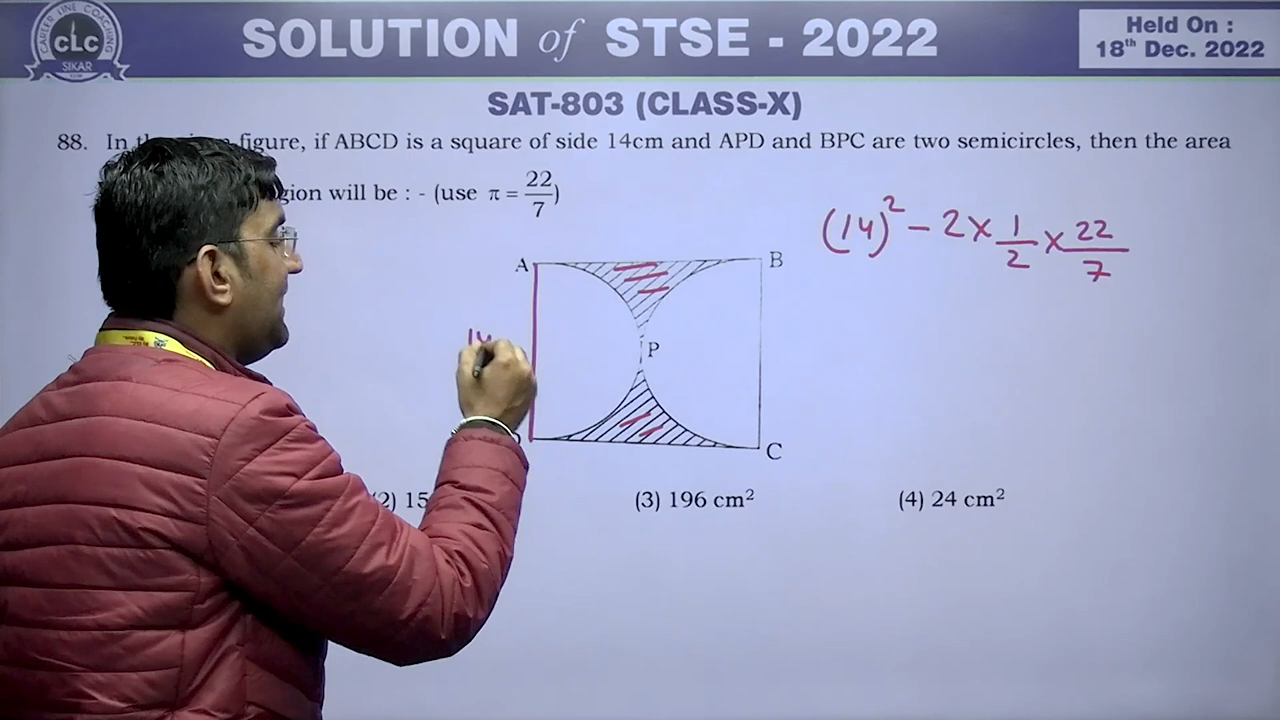 CAREER LINE COACHING
CLC
SIKAR
SOLUTION of STSE - 2022
Held On :
18th Dec. 2022
SAT-803 (CLASS-X)
88. In figure, if ABCD is a square of side 14cm and APD and BPC are two semicircles, then the area
gion will be : - (use π = 22/7)
(14)² - 2 × 1/2 × 22/7
A
B
14
P
C
(2) 15
(3) 196 cm²
(4) 24 cm²